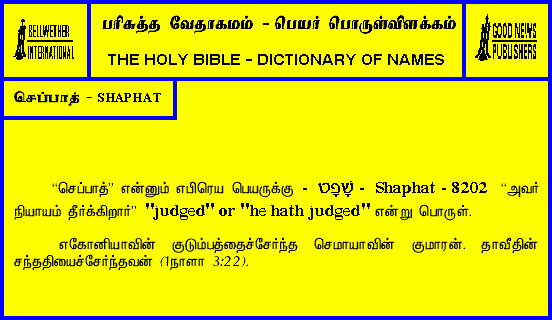 BELLWETHER
INTERNATIONAL
பரிசுத்த வேதாகமம் - பெயர் பொருள்விளக்கம்
THE HOLY BIBLE - DICTIONARY OF NAMES
GOOD NEWS
PUBLISHERS
செப்பாத் - SHAPHAT
“செப்பாத்” என்னும் எபிரெய பெயருக்கு - שָׁפָט - Shaphat - 8202 “அவர்
நியாயம் தீர்க்கிறார்” "judged" or "he hath judged" என்று பொருள்.
எகோனியாவின் குடும்பத்தைச்சேர்ந்த செமாயாவின் குமாரன். தாவீதின்
சந்ததியைச்சேர்ந்தவன் (1நாளா 3:22).